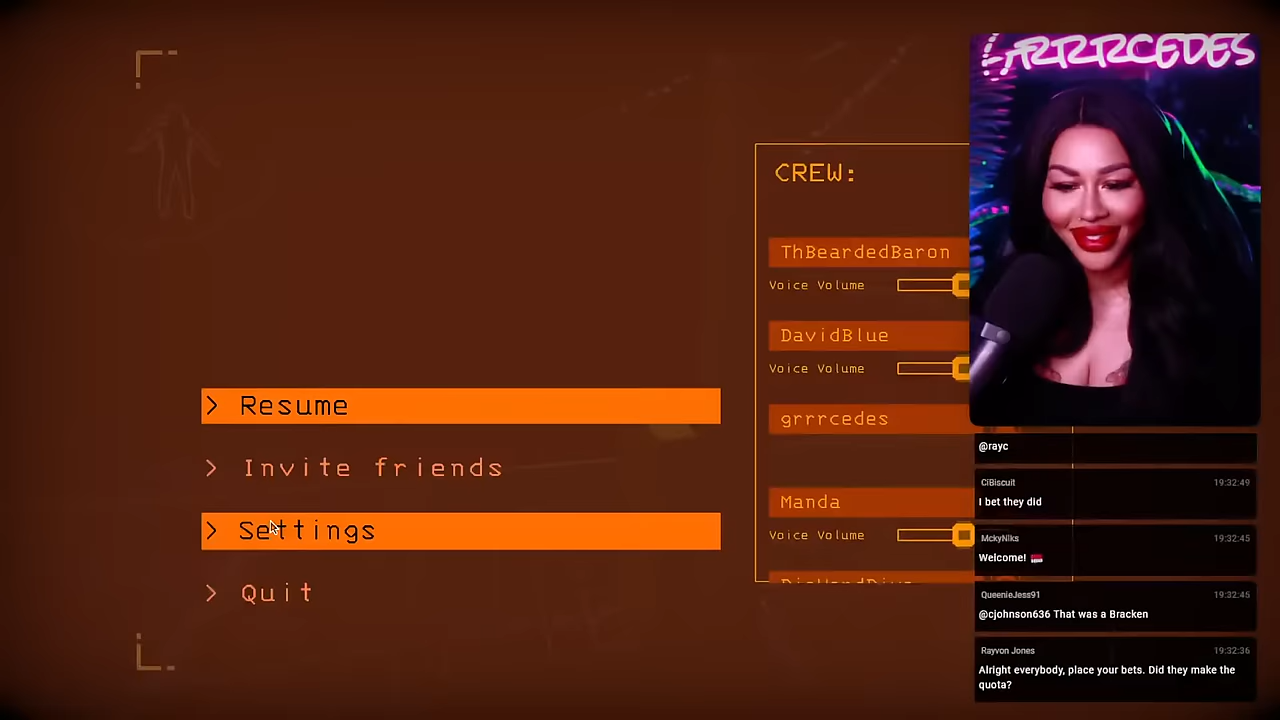 GRRRCEDES
CREW:
ThBeardedBaron
Voice Volume
DavidBlue
Voice Volume
grrrcedes
Manda
Voice Volume
> Resume
> Invite friends
> Settings
> Quit
@rayc
CIBiscuit 19:32:49
I bet they did
MckyNiks 19:32:45
Welcome!
QueenieJess91 19:32:45
@cjohnson636 That was a Bracken
Rayvon Jones 19:32:36
Alright everybody, place your bets. Did they make the
quota?